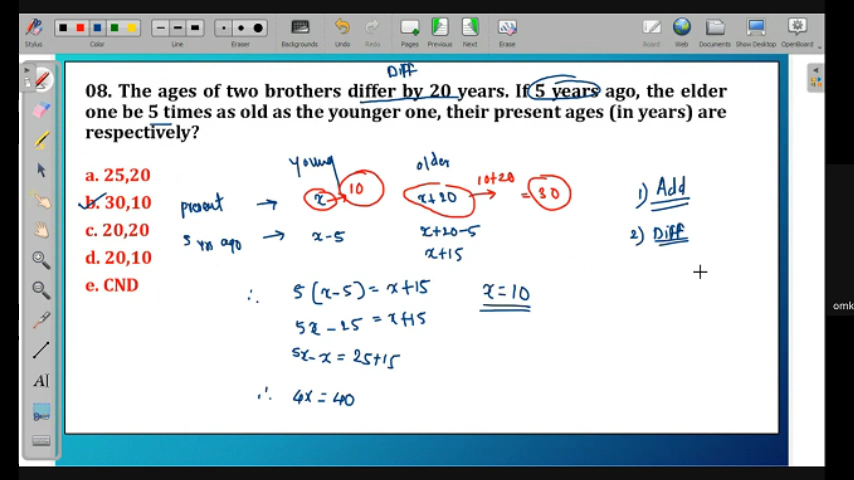 Stylus Color Line Eraser Backgrounds Undo Redo Pages Previous Next Erase Board Web Documents Show Desktop OpenBoard
Diff
08. The ages of two brothers differ by 20 years. If 5 years ago, the elder
one be 5 times as old as the younger one, their present ages (in years) are
respectively?
young older
a. 25,20
b. 30,10
c. 20,20
d. 20,10
e. CND
present → x → 10 x+20 → 10+20 = 30
5 yrs ago → x-5 x+20-5
x+15
1) Add
2) Diff
∴ 5(x-5) = x+15 x=10
5x - 25 = x+15
5x-x = 25+15
∴ 4x = 40
omk